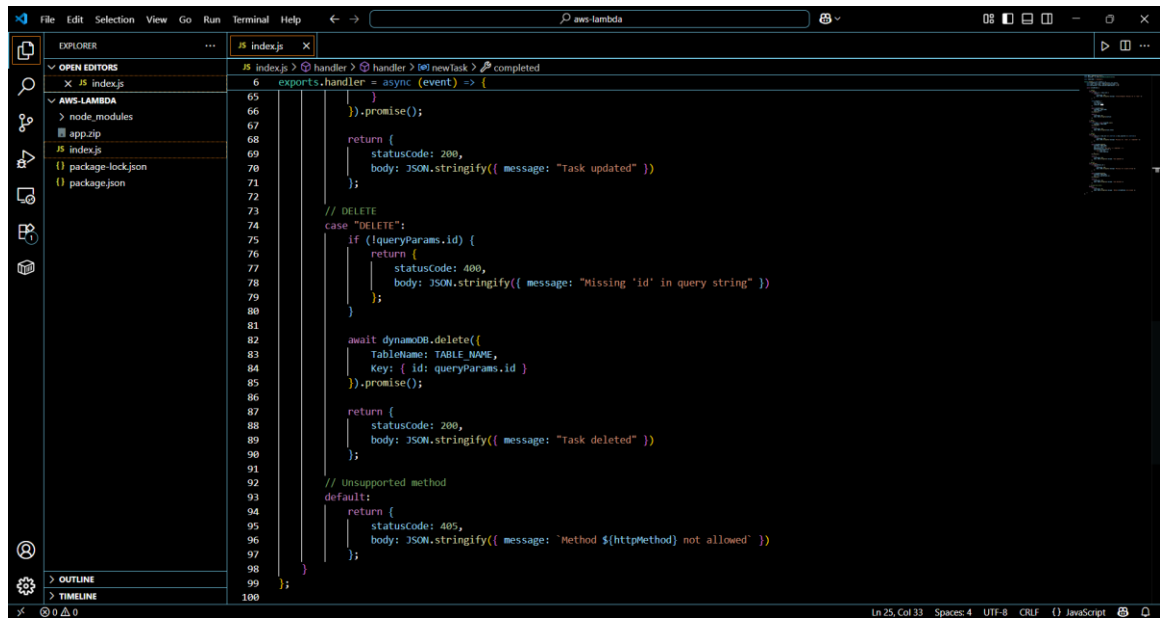 File Edit Selection View Go Run Terminal Help
aws-lambda
EXPLORER
OPEN EDITORS
JS index.js
AWS-LAMBDA
node_modules
app.zip
JS index.js
{} package-lock.json
{} package.json
OUTLINE
TIMELINE
JS index.js
JS index.js > handler > handler > newTask > completed
6 exports.handler = async (event) => {
65 }
66 }).promise();
67
68 return {
69 statusCode: 200,
70 body: JSON.stringify({ message: "Task updated" })
71 };
72
73 // DELETE
74 case "DELETE":
75 if (!queryParams.id) {
76 return {
77 statusCode: 400,
78 body: JSON.stringify({ message: "Missing 'id' in query string" })
79 };
80 }
81
82 await dynamoDB.delete({
83 TableName: TABLE_NAME,
84 Key: { id: queryParams.id }
85 }).promise();
86
87 return {
88 statusCode: 200,
89 body: JSON.stringify({ message: "Task deleted" })
90 };
91
92 // Unsupported method
93 default:
94 return {
95 statusCode: 405,
96 body: JSON.stringify({ message: `Method ${httpMethod} not allowed` })
97 };
98 }
99 };
100
0 0 Ln 25, Col 33 Spaces: 4 UTF-8 CRLF {} JavaScript